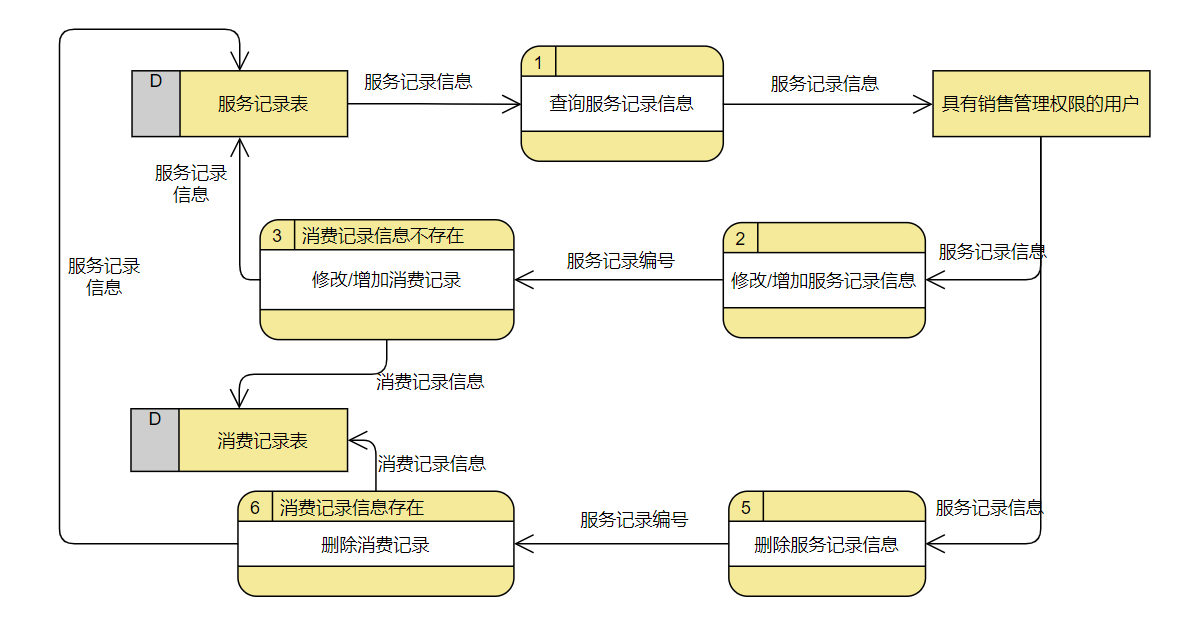 D
服务记录表
服务记录信息
1
查询服务记录信息
服务记录信息
具有销售管理权限的用户
服务记录
信息
3
消费记录信息不存在
修改/增加消费记录
服务记录编号
2
修改/增加服务记录信息
服务记录信息
服务记录
信息
消费记录信息
D
消费记录表
消费记录信息
6
消费记录信息存在
删除消费记录
服务记录编号
5
删除服务记录信息
服务记录信息